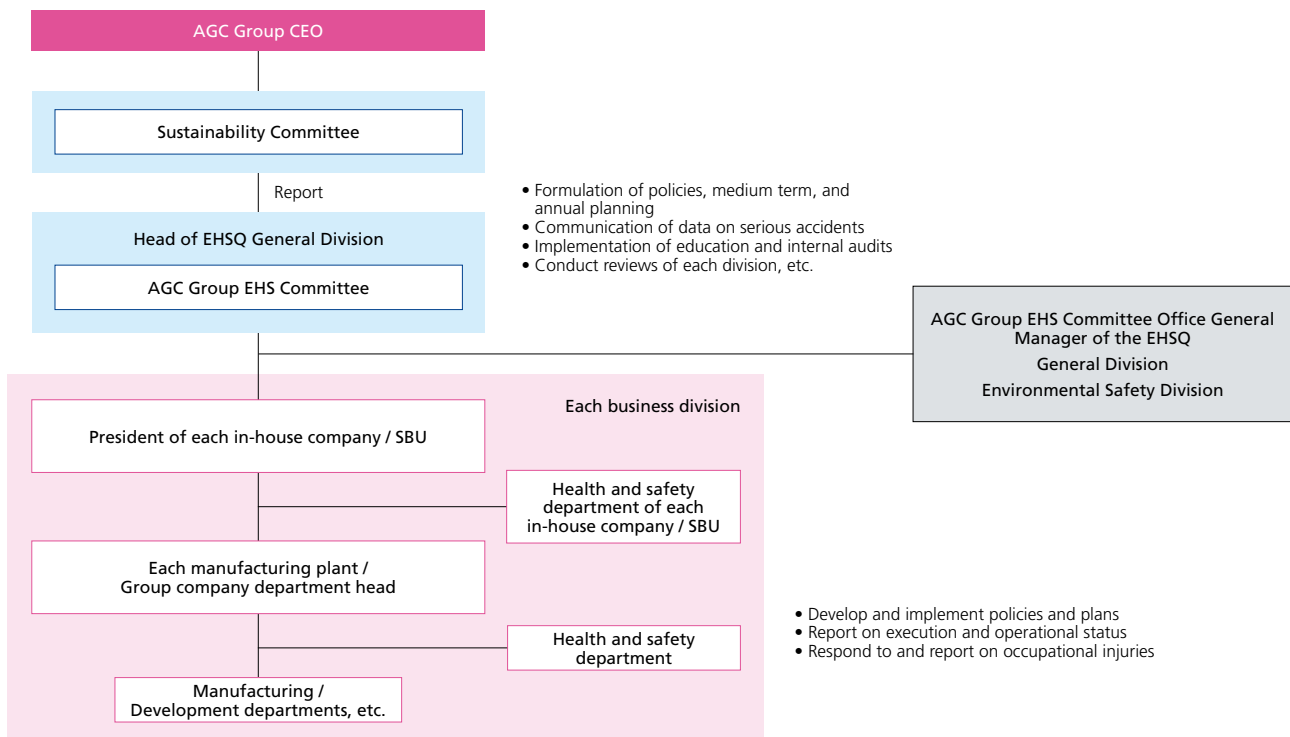 AGC Group CEO
Sustainability Committee
Report
• Formulation of policies, medium term, and
annual planning
• Communication of data on serious accidents
• Implementation of education and internal audits
• Conduct reviews of each division, etc.
Head of EHSQ General Division
AGC Group EHS Committee
AGC Group EHS Committee Office General
Manager of the EHSQ
General Division
Environmental Safety Division
Each business division
President of each in-house company / SBU
Health and safety
department of each
in-house company / SBU
Each manufacturing plant /
Group company department head
• Develop and implement policies and plans
• Report on execution and operational status
• Respond to and report on occupational injuries
Health and safety
department
Manufacturing /
Development departments, etc.